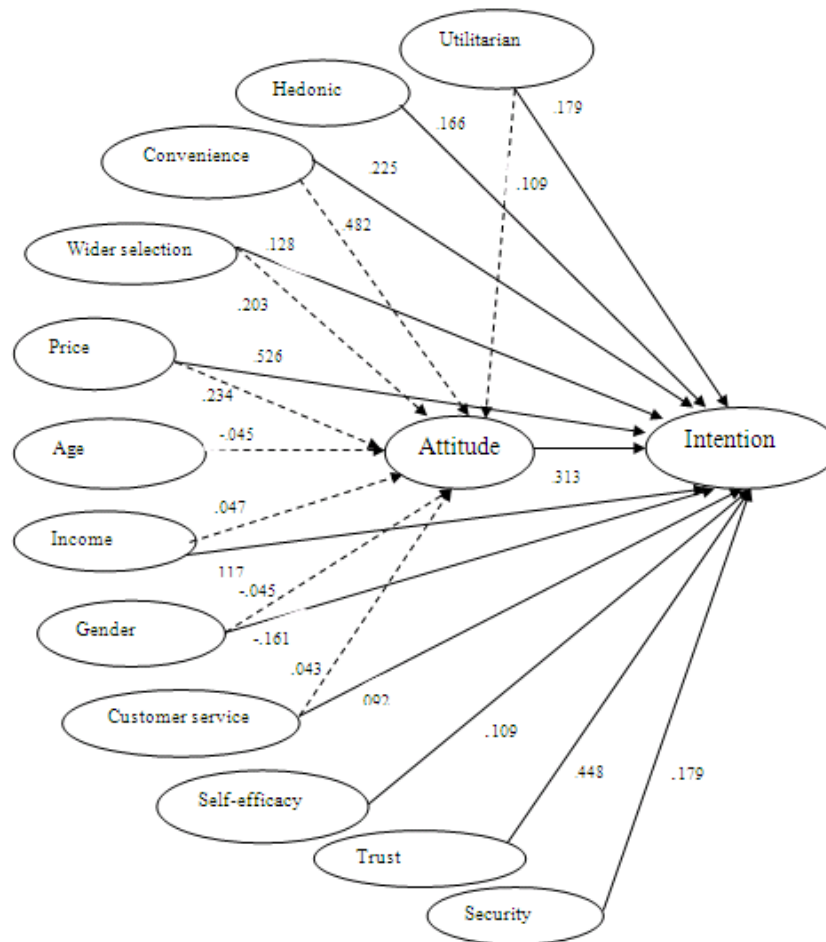 Utilitarian
Hedonic
.179
.166
Convenience
.225
.109
.482
Wider selection
.128
.203
Price
.526
.234
Age
-.045
Attitude
Intention
.313
.047
Income
117
-.045
Gender
-.161
.043
Customer service
092
.109
.448
.179
Self-efficacy
Trust
Security